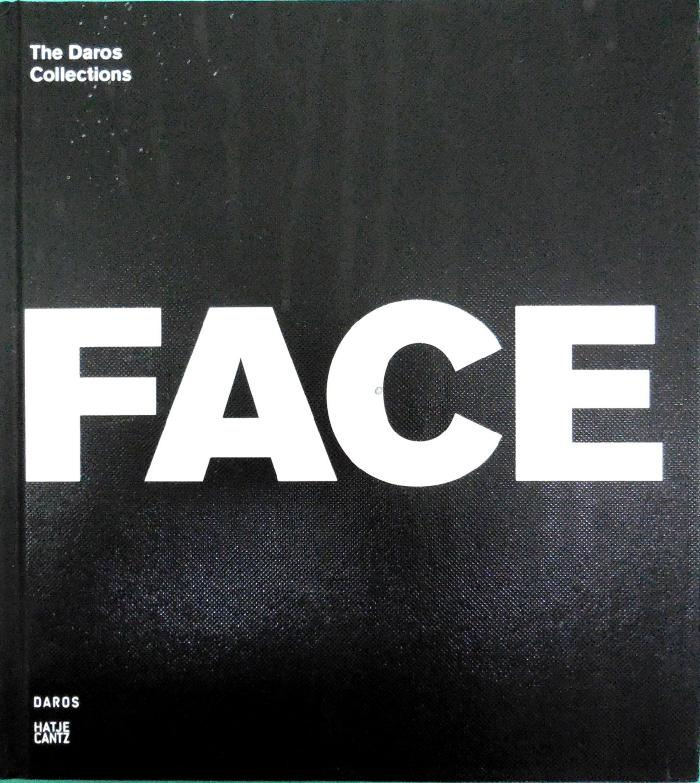 The Daros
Collections
FACE
DAROS
HATJE
CANTZ